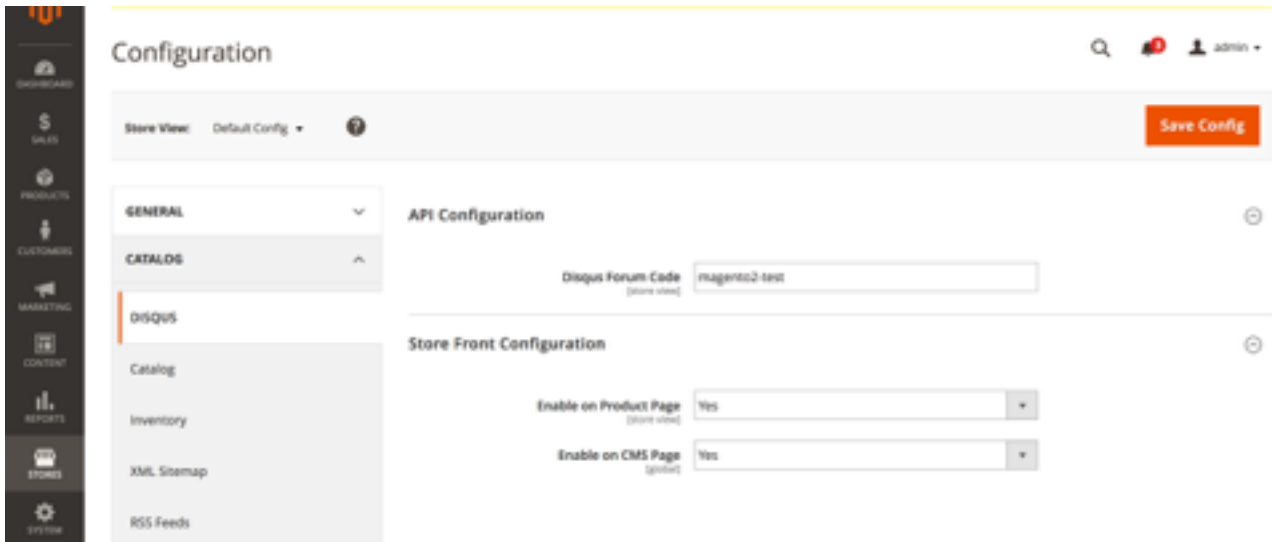 Configuration
admin
Store View: Default Config
Save Config
DASHBOARD
SALES
PRODUCTS
CUSTOMERS
MARKETING
CONTENT
REPORTS
STORES
SYSTEM
GENERAL
CATALOG
DISQUS
Catalog
Inventory
XML Sitemap
RSS Feeds
API Configuration
Disqus Forum Code magento2-test
[store view]
Store Front Configuration
Enable on Product Page Yes
[store view]
Enable on CMS Page Yes
[global]